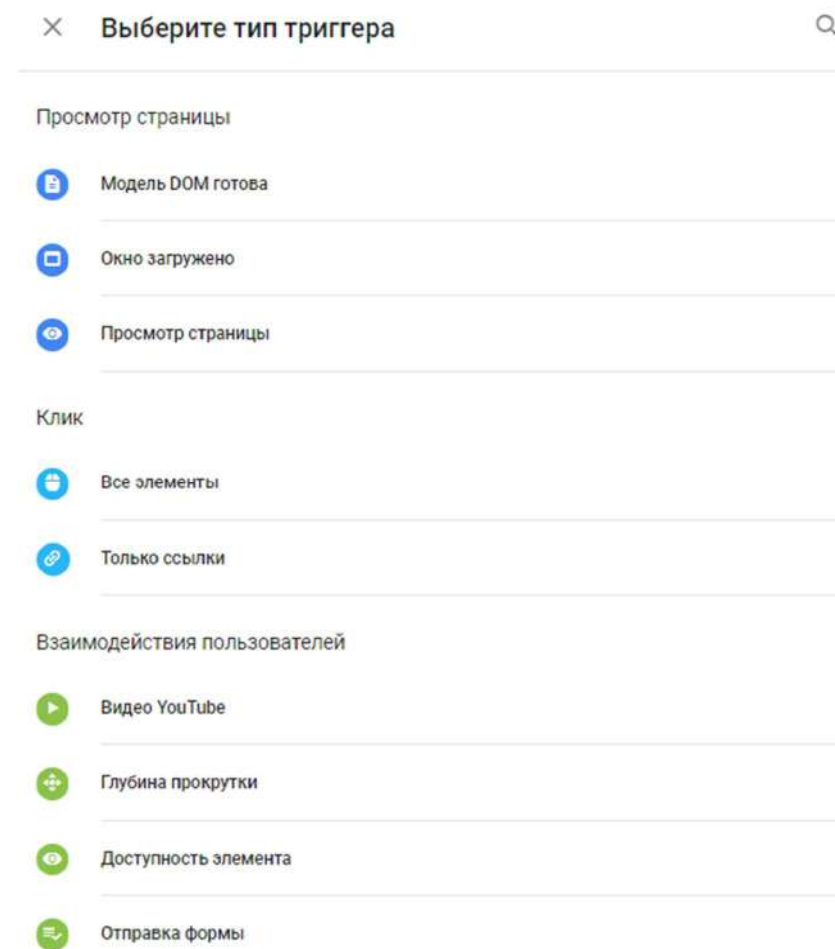 Выберите тип триггера
Просмотр страницы
Модель DOM готова
Окно загружено
Просмотр страницы
Клик
Все элементы
Только ссылки
Взаимодействия пользователей
Видео YouTube
Глубина прокрутки
Доступность элемента
Отправка формы